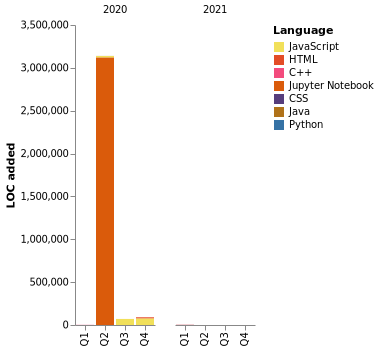 2020 2021
LOC added
3,500,000
3,000,000
2,500,000
2,000,000
1,500,000
1,000,000
500,000
0
Q1 Q2 Q3 Q4 Q1 Q2 Q3 Q4
Language
JavaScript
HTML
C++
Jupyter Notebook
CSS
Java
Python